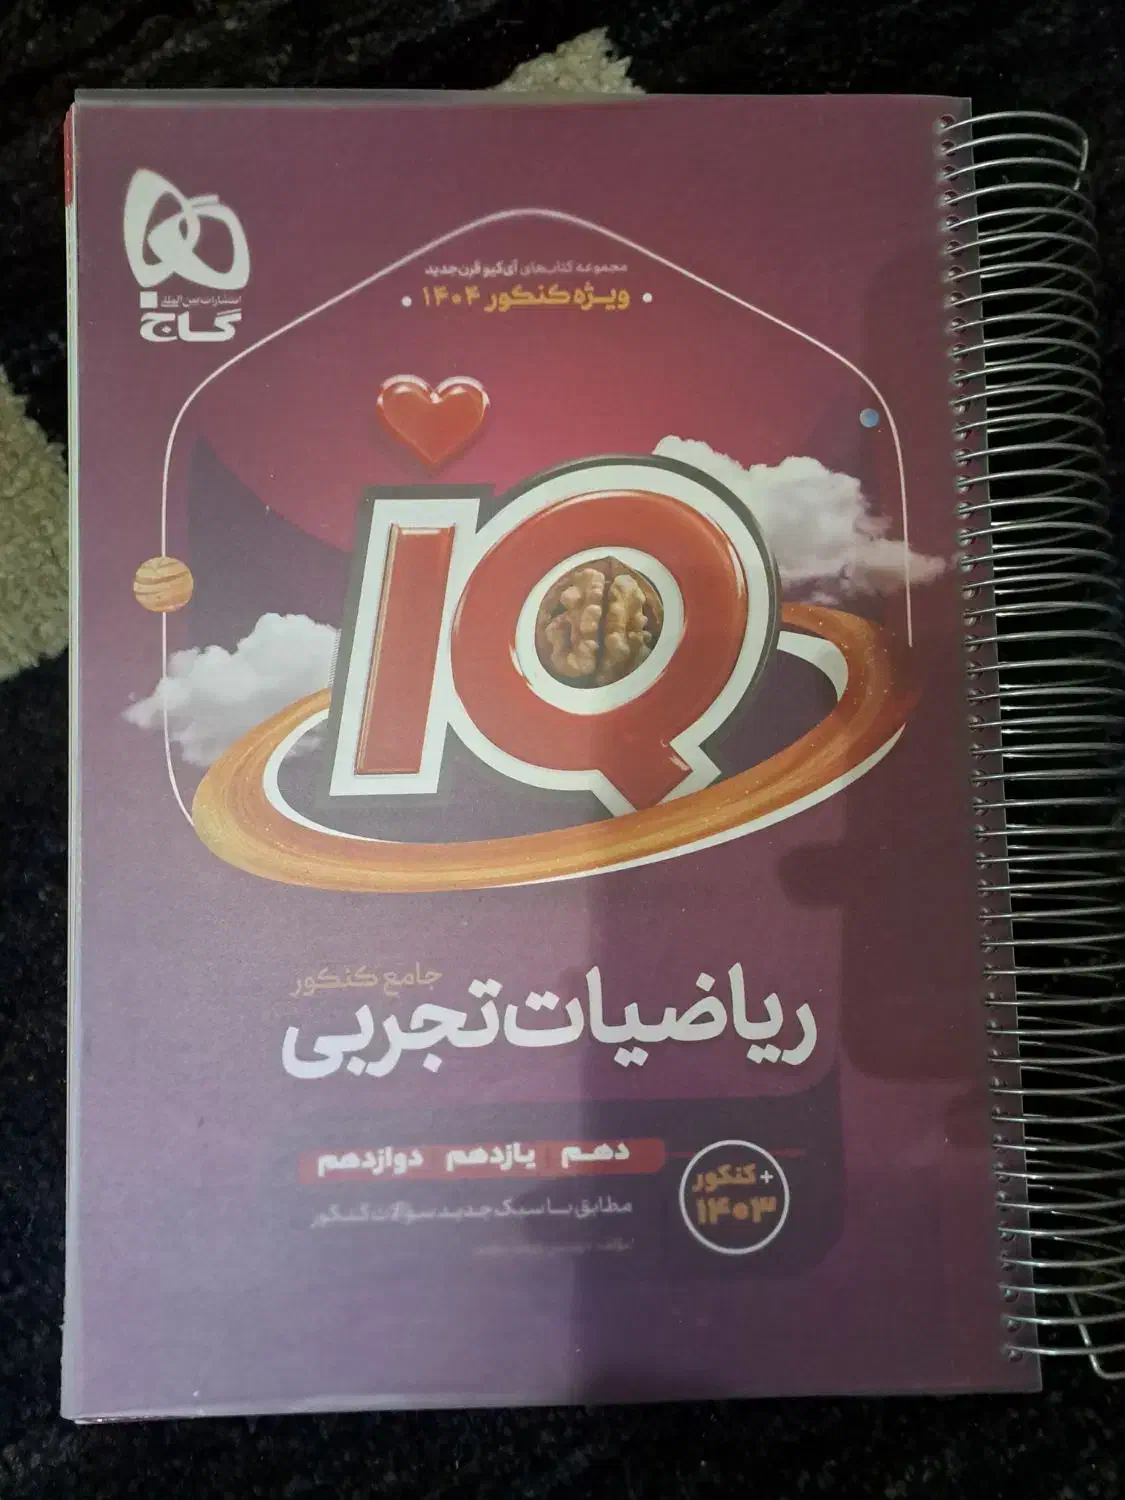 مجموعه کتاب‌های آی‌کیو قرن جدید
• ویژه کنکور ۱۴۰۴ •
انتشارات بین المللی
گاج
IQ
جامع کنکور
ریاضیات تجربی
دهم یازدهم دوازدهم
مطابق با سبک جدید سوالات کنکور
+ کنکور
۱۴۰۳